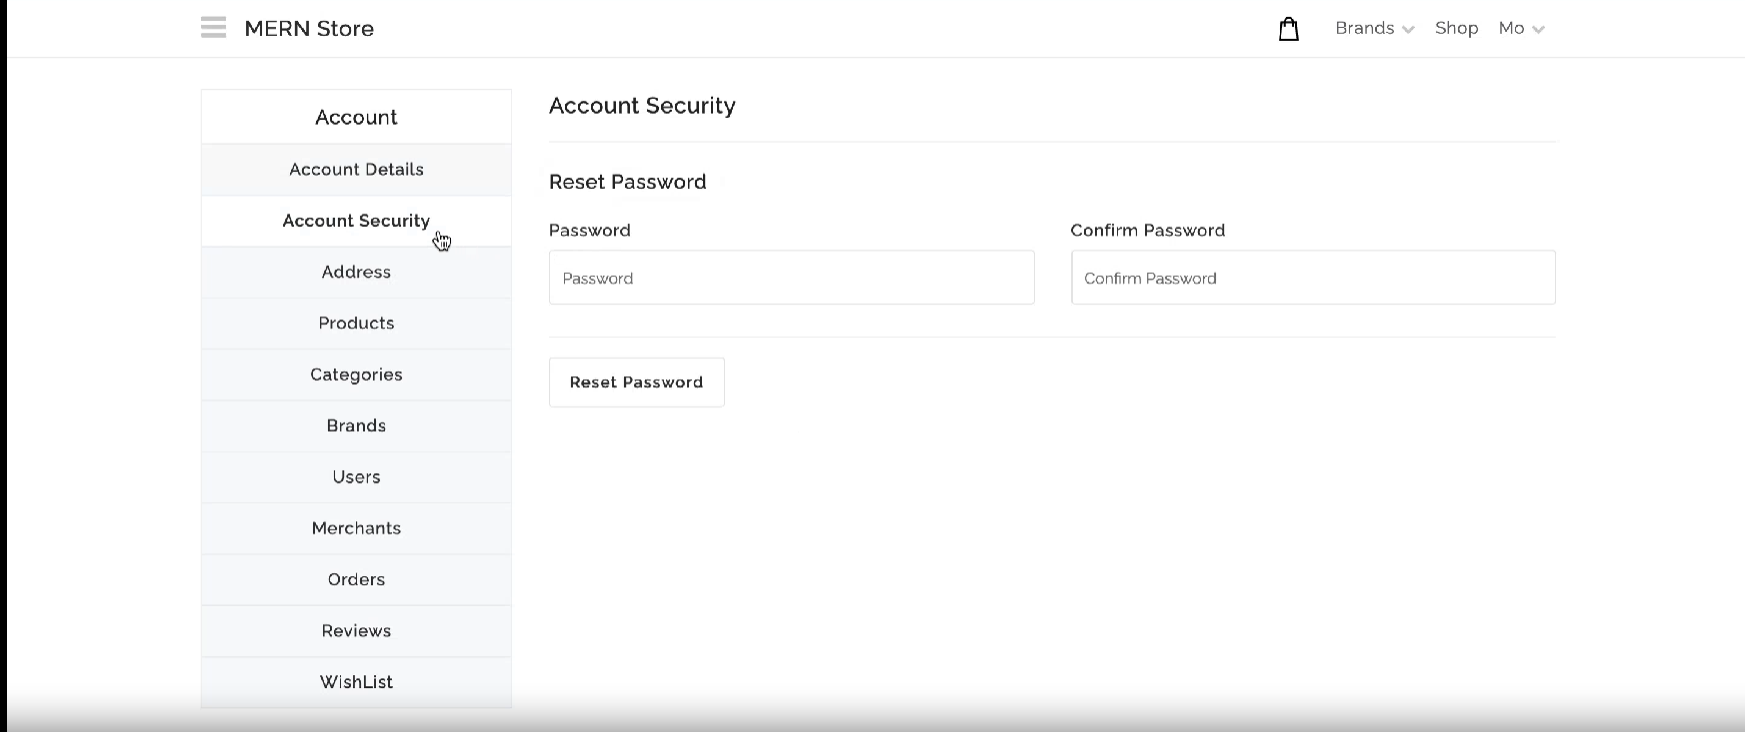 MERN Store
Brands
Shop
Mo
Account
Account Details
Account Security
Address
Products
Categories
Brands
Users
Merchants
Orders
Reviews
WishList
Account Security
Reset Password
Password
Confirm Password
Password
Confirm Password
Reset Password